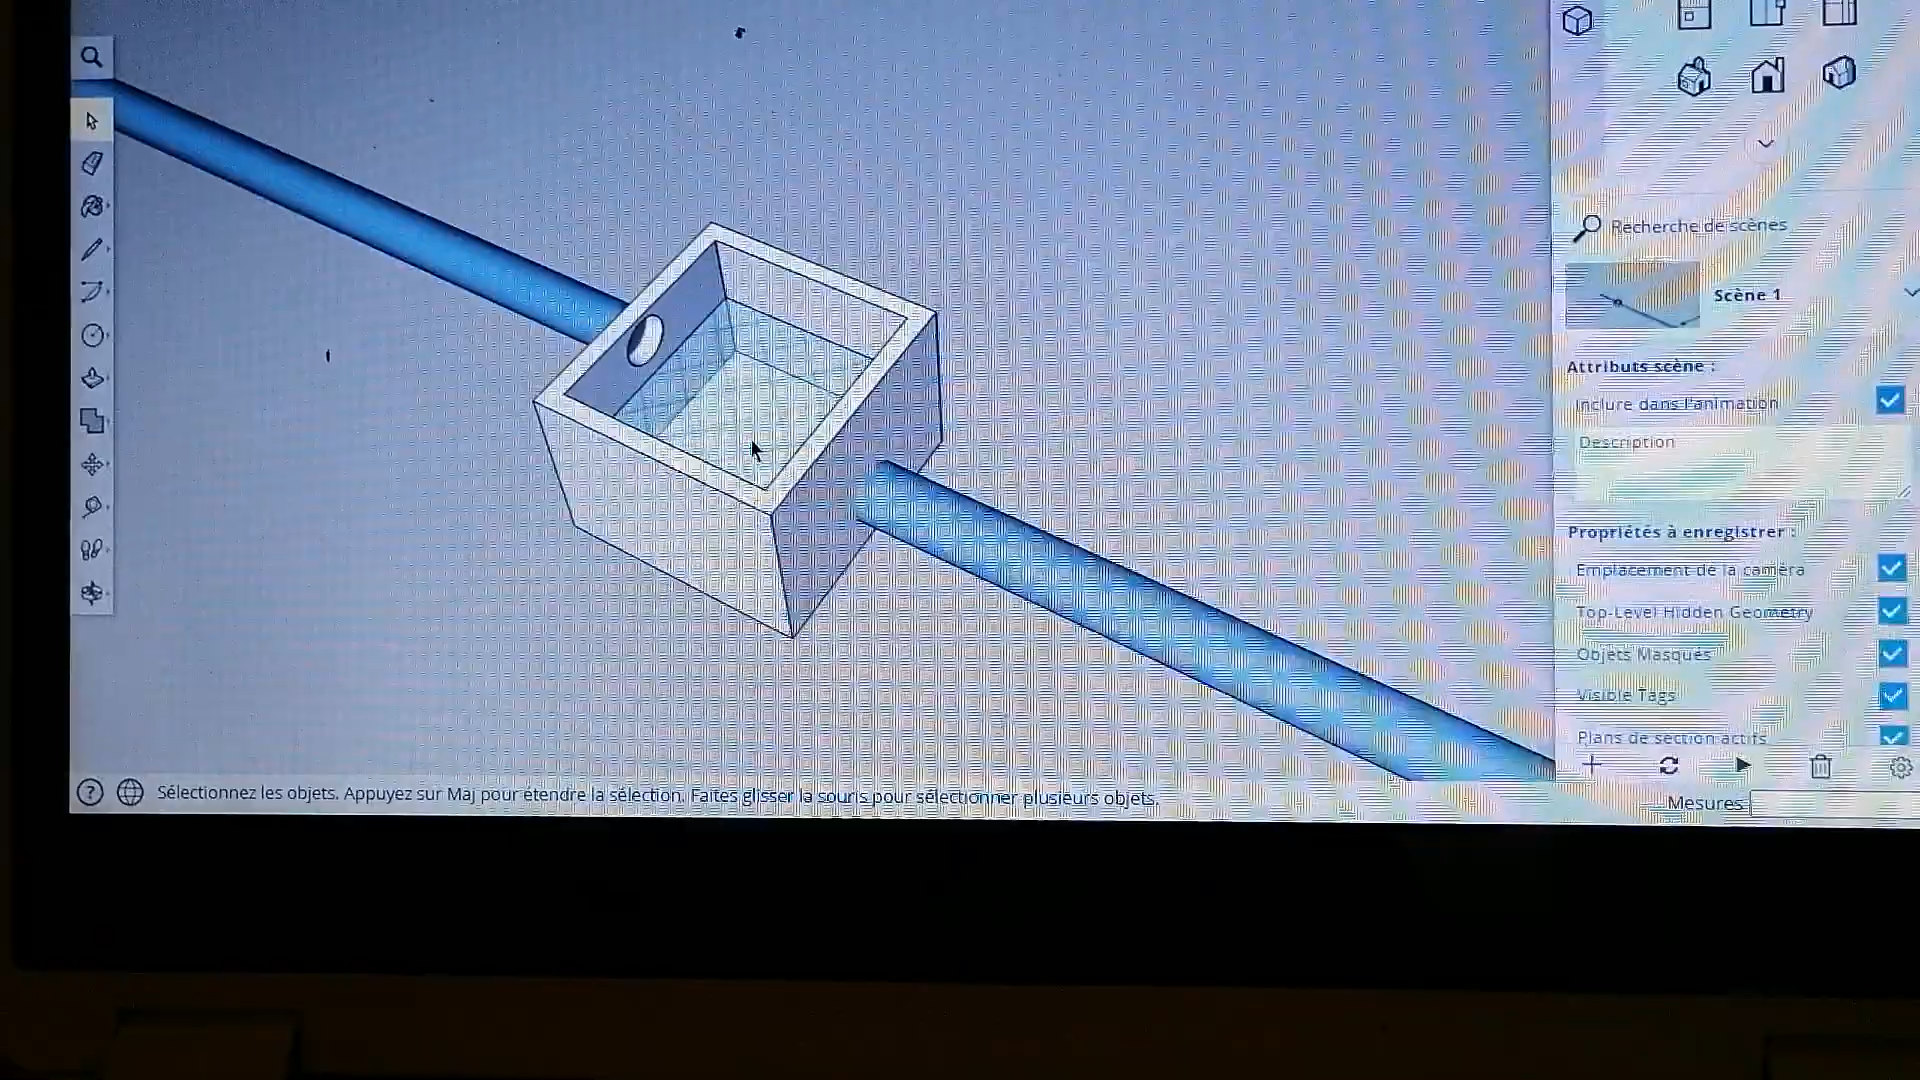 Recherche de scènes
Scène 1
Attributs scène :
Inclure dans l'animation
Description
Propriétés à enregistrer :
Emplacement de la caméra
Top-Level Hidden Geometry
Objets Masqués
Visible Tags
Plans de section actifs
Sélectionnez les objets. Appuyez sur Maj pour étendre la sélection. Faites glisser la souris pour sélectionner plusieurs objets.
Mesures